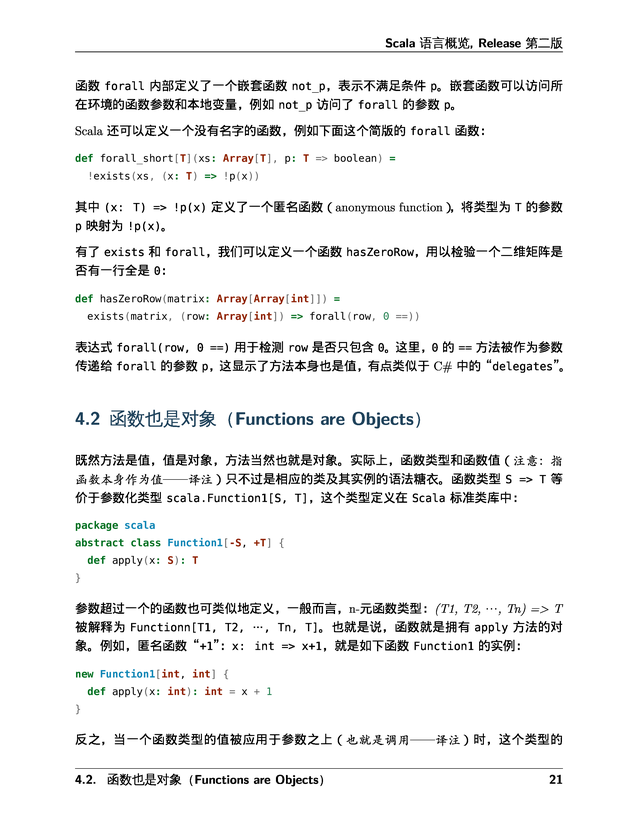 Scala 语言概览, Release 第二版
函数 forall 内部定义了一个嵌套函数 not_p，表示不满足条件 p。嵌套函数可以访问所
在环境的函数参数和本地变量，例如 not_p 访问了 forall 的参数 p。
Scala 还可以定义一个没有名字的函数，例如下面这个简版的 forall 函数：
def forall_short[T](xs: Array[T], p: T => boolean) =
  !exists(xs, (x: T) => !p(x))
其中 (x: T) => !p(x) 定义了一个匿名函数（anonymous function），将类型为 T 的参数
p 映射为 !p(x)。
有了 exists 和 forall，我们可以定义一个函数 hasZeroRow，用以检验一个二维矩阵是
否有一行全是 0：
def hasZeroRow(matrix: Array[Array[int]]) =
  exists(matrix, (row: Array[int]) => forall(row, 0 ==))
表达式 forall(row, 0 ==) 用于检测 row 是否只包含 0。这里，0 的 == 方法被作为参数
传递给 forall 的参数 p，这显示了方法本身也是值，有点类似于 C# 中的 “delegates”。
4.2 函数也是对象（Functions are Objects）
既然方法是值，值是对象，方法当然也就是对象。实际上，函数类型和函数值（注意：指
函数本身作为值——译注）只不过是相应的类及其实例的语法糖衣。函数类型 S => T 等
价于参数化类型 scala.Function1[S, T]，这个类型定义在 Scala 标准类库中：
package scala
abstract class Function1[-S, +T] {
  def apply(x: S): T
}
参数超过一个的函数也可类似地定义，一般而言，n-元函数类型：(T1, T2, …, Tn) => T
被解释为 Functionn[T1, T2, …, Tn, T]。也就是说，函数就是拥有 apply 方法的对
象。例如，匿名函数 “+1”：x: int => x+1，就是如下函数 Function1 的实例：
new Function1[int, int] {
  def apply(x: int): int = x + 1
}
反之，当一个函数类型的值被应用于参数之上（也就是调用——译注）时，这个类型的
4.2. 函数也是对象（Functions are Objects） 21